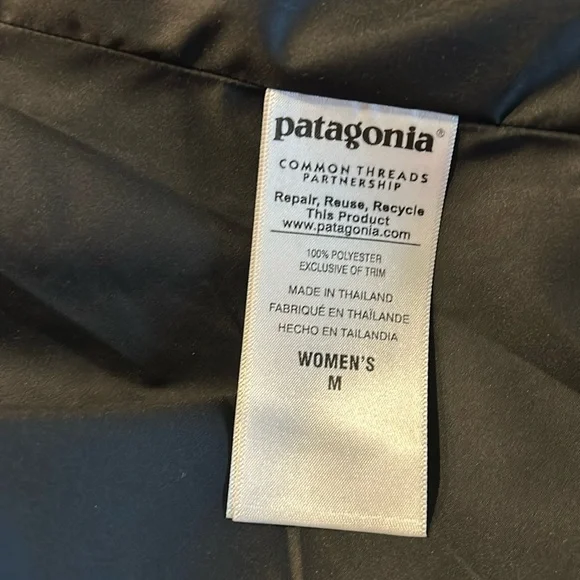 patagonia®
COMMON THREADS
PARTNERSHIP
Repair, Reuse, Recycle
This Product
www.patagonia.com
100% POLYESTER
EXCLUSIVE OF TRIM
MADE IN THAILAND
FABRIQUÉ EN THAÏLANDE
HECHO EN TAILANDIA
WOMEN'S
M